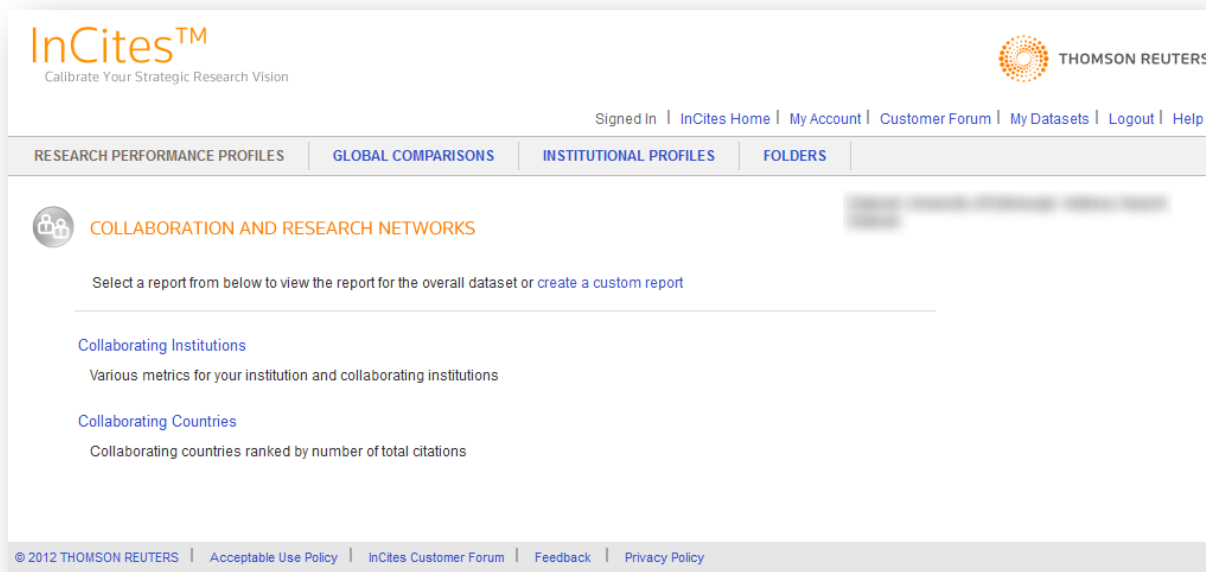 InCites™
Calibrate Your Strategic Research Vision
THOMSON REUTERS
Signed In | InCites Home | My Account | Customer Forum | My Datasets | Logout | Help
RESEARCH PERFORMANCE PROFILES | GLOBAL COMPARISONS | INSTITUTIONAL PROFILES | FOLDERS
COLLABORATION AND RESEARCH NETWORKS
Select a report from below to view the report for the overall dataset or create a custom report
Collaborating Institutions
Various metrics for your institution and collaborating institutions
Collaborating Countries
Collaborating countries ranked by number of total citations
© 2012 THOMSON REUTERS | Acceptable Use Policy | InCites Customer Forum | Feedback | Privacy Policy